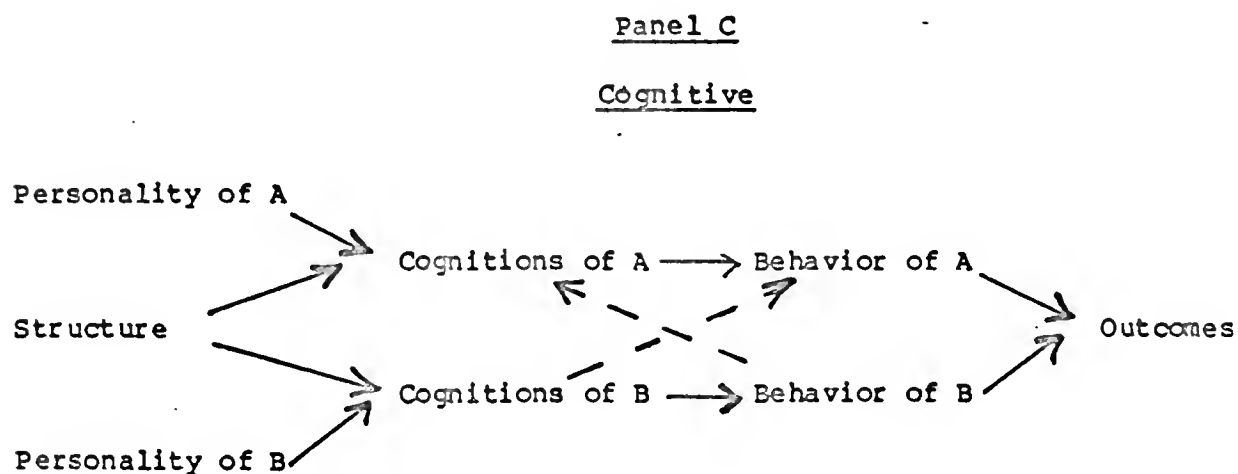 Panel C
Cognitive
Personality of A
Cognitions of A
Behavior of A
Structure
Outcomes
Cognitions of B
Behavior of B
Personality of B